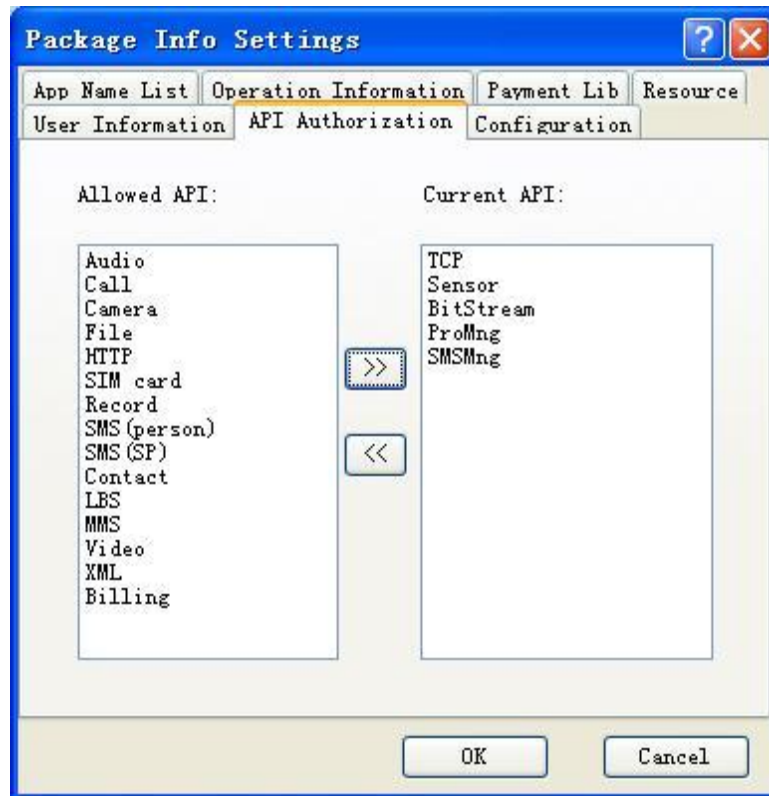 Package Info Settings
App Name List Operation Information Payment Lib Resource
User Information API Authorization Configuration
Allowed API:
Current API:
Audio
Call
Camera
File
HTTP
SIM card
Record
SMS(person)
SMS(SP)
Contact
LBS
MMS
Video
XML
Billing
>>
<<
TCP
Sensor
BitStream
ProMng
SMSMng
OK
Cancel